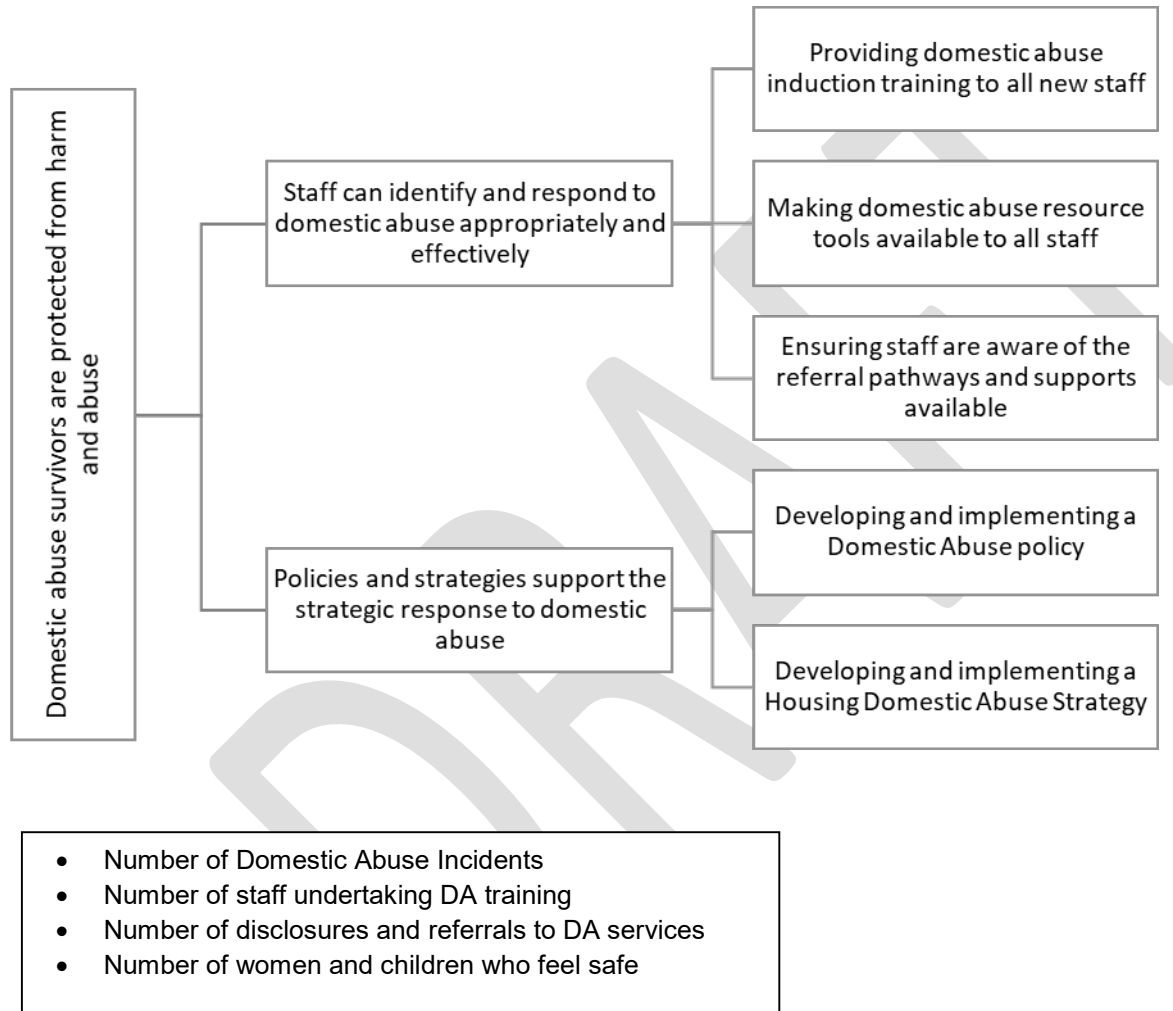 Domestic abuse survivors are protected from harm
and abuse
Staff can identify and respond to
domestic abuse appropriately and
effectively
Providing domestic abuse
induction training to all new staff
Making domestic abuse resource
tools available to all staff
Ensuring staff are aware of the
referral pathways and supports
available
Policies and strategies support the
strategic response to domestic
abuse
Developing and implementing a
Domestic Abuse policy
Developing and implementing a
Housing Domestic Abuse Strategy
DRAFT
• Number of Domestic Abuse Incidents
• Number of staff undertaking DA training
• Number of disclosures and referrals to DA services
• Number of women and children who feel safe